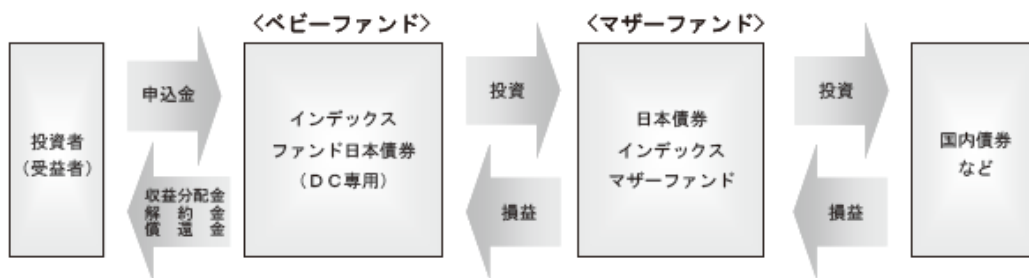 〈ベビーファンド〉
〈マザーファンド〉
投資者
(受益者)
申込金
収益分配金
解約金
償還金
インデックス
ファンド日本債券
(DC専用)
投資
損益
日本債券
インデックス
マザーファンド
投資
損益
国内債券
など